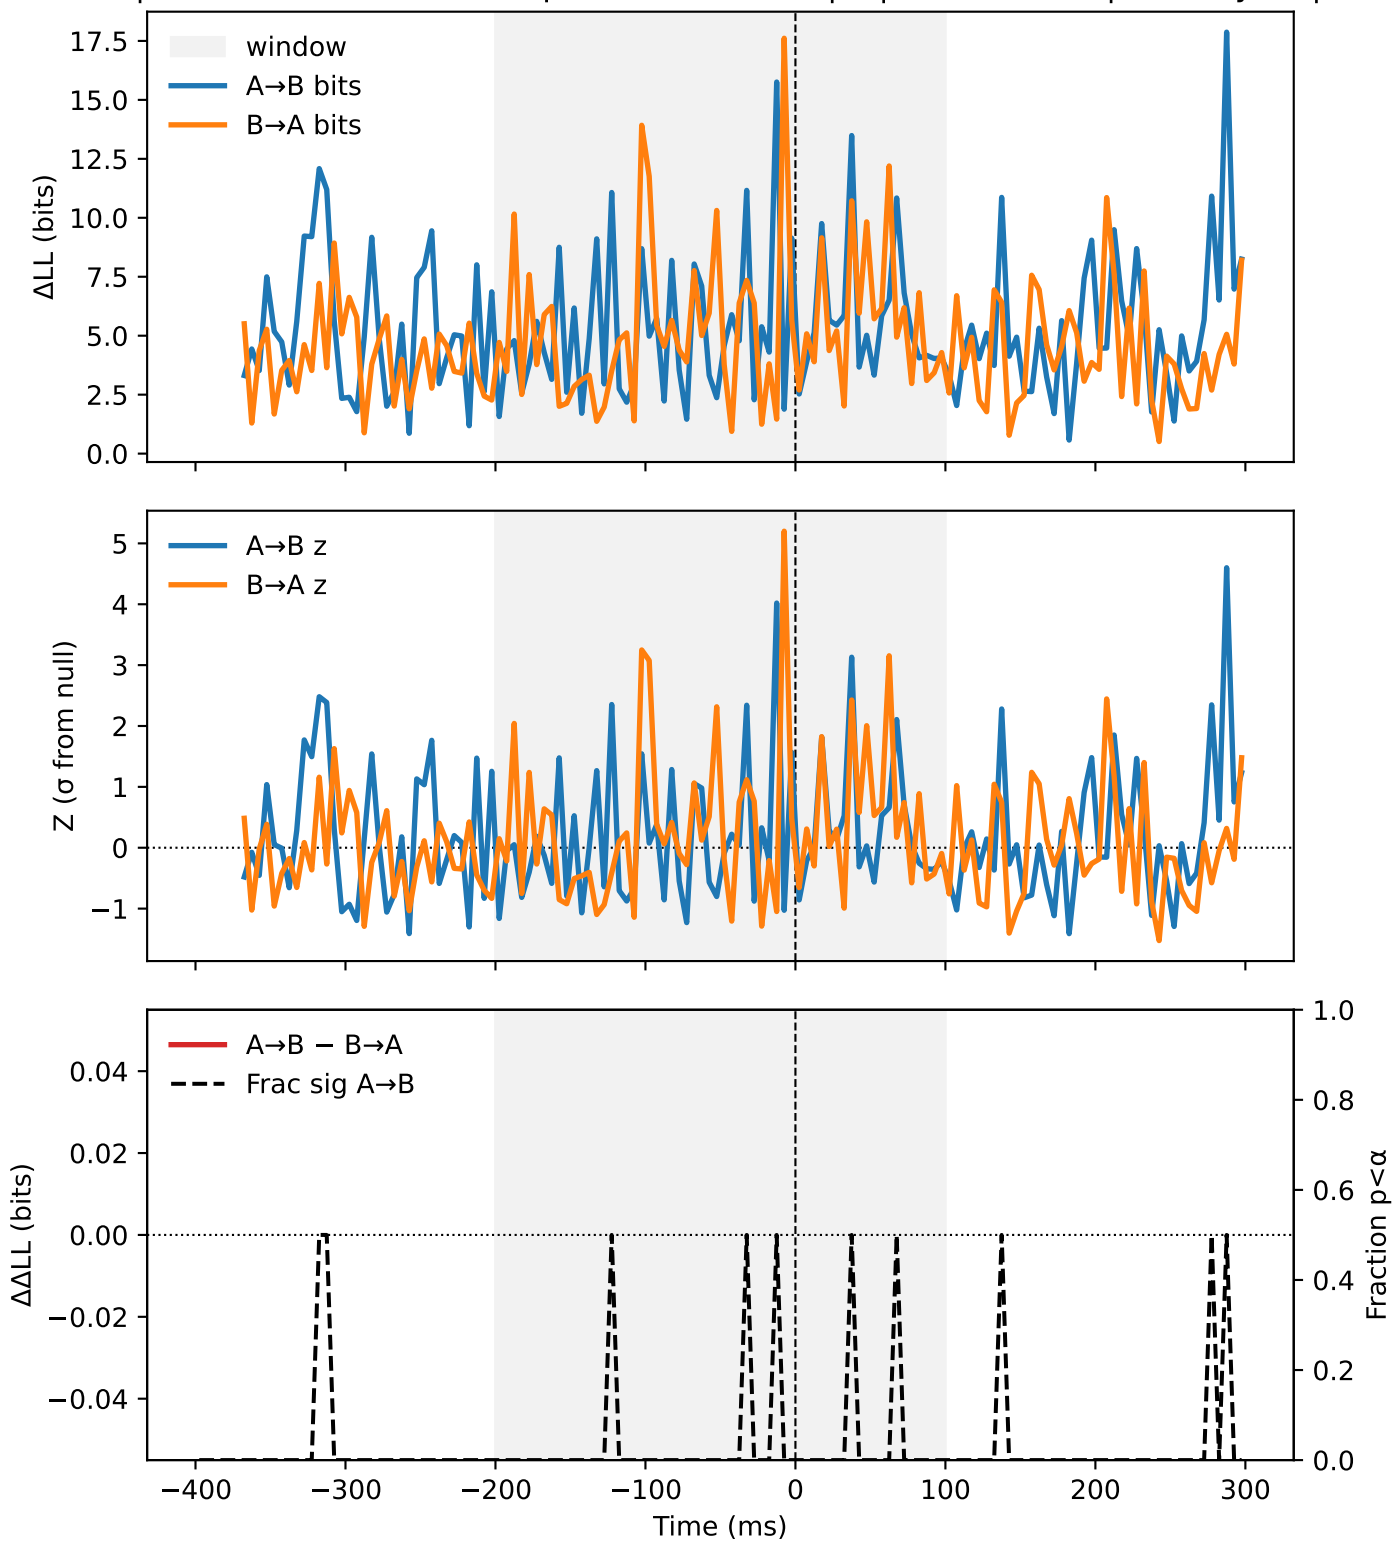 17.5
15.0
12.5
10.0
7.5
5.0
2.5
0.0
ΔLL (bits)
window
A→B bits
B→A bits
5
4
3
2
1
0
−1
Z (σ from null)
A→B z
B→A z
0.04
0.02
0.00
−0.02
−0.04
ΔΔLL (bits)
A→B − B→A
Frac sig A→B
1.0
0.8
0.6
0.4
0.2
0.0
Fraction p<α
−400 −300 −200 −100 0 100 200 300
Time (ms)